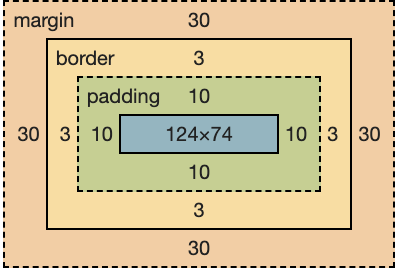 margin 30
border 3
padding 10
30 3 10 124×74 10 3 30
10
3
30